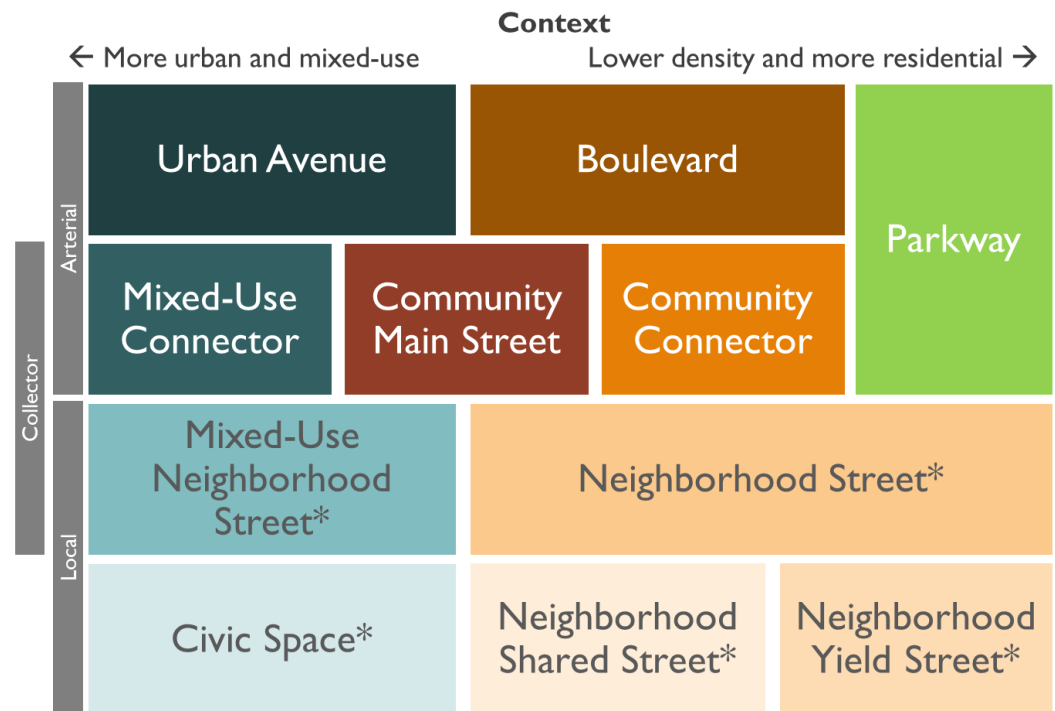 Context
← More urban and mixed-use
Lower density and more residential →
Arterial
Collector
Local
Urban Avenue
Boulevard
Parkway
Mixed-Use
Connector
Community
Main Street
Community
Connector
Mixed-Use
Neighborhood
Street*
Neighborhood Street*
Civic Space*
Neighborhood
Shared Street*
Neighborhood
Yield Street*